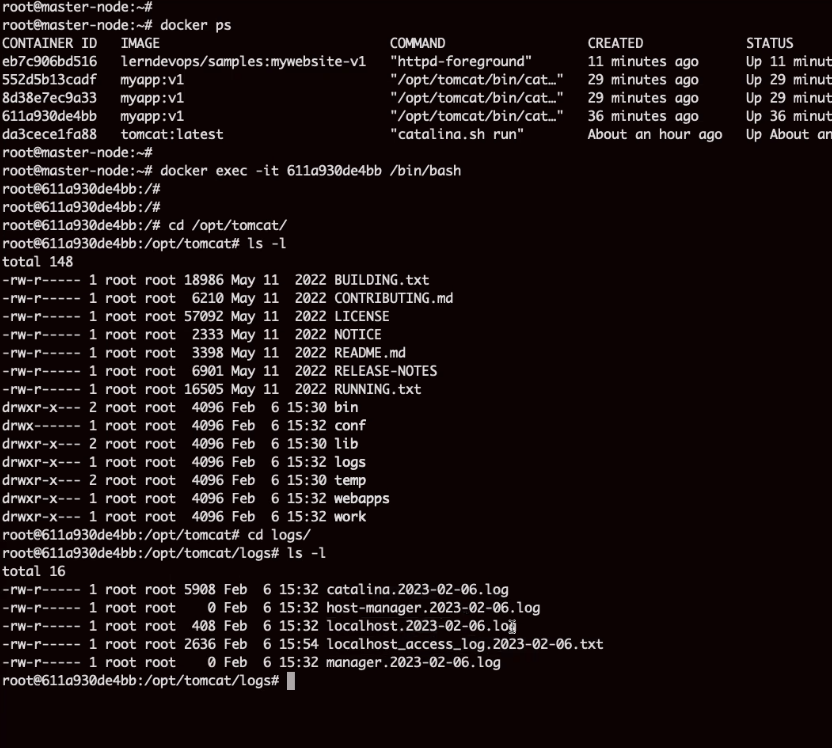 root@master-node:~#
root@master-node:~# docker ps
CONTAINER ID   IMAGE                              COMMAND                  CREATED             STATUS
eb7c906bd516   lerndevops/samples:mywebsite-v1   "httpd-foreground"       11 minutes ago      Up 11 minut
552d5b13cadf   myapp:v1                          "/opt/tomcat/bin/cat…"   29 minutes ago      Up 29 minut
8d38e7ec9a33   myapp:v1                          "/opt/tomcat/bin/cat…"   29 minutes ago      Up 29 minut
611a930de4bb   myapp:v1                          "/opt/tomcat/bin/cat…"   36 minutes ago      Up 36 minut
da3cece1fa88   tomcat:latest                     "catalina.sh run"        About an hour ago   Up About an
root@master-node:~#
root@master-node:~# docker exec -it 611a930de4bb /bin/bash
root@611a930de4bb:/#
root@611a930de4bb:/#
root@611a930de4bb:/# cd /opt/tomcat/
root@611a930de4bb:/opt/tomcat# ls -l
total 148
-rw-r----- 1 root root 18986 May 11  2022 BUILDING.txt
-rw-r----- 1 root root  6210 May 11  2022 CONTRIBUTING.md
-rw-r----- 1 root root 57092 May 11  2022 LICENSE
-rw-r----- 1 root root  2333 May 11  2022 NOTICE
-rw-r----- 1 root root  3398 May 11  2022 README.md
-rw-r----- 1 root root  6901 May 11  2022 RELEASE-NOTES
-rw-r----- 1 root root 16505 May 11  2022 RUNNING.txt
drwxr-x--- 2 root root  4096 Feb  6 15:30 bin
drwx------ 1 root root  4096 Feb  6 15:32 conf
drwxr-x--- 2 root root  4096 Feb  6 15:30 lib
drwxr-x--- 1 root root  4096 Feb  6 15:32 logs
drwxr-x--- 2 root root  4096 Feb  6 15:30 temp
drwxr-x--- 1 root root  4096 Feb  6 15:32 webapps
drwxr-x--- 1 root root  4096 Feb  6 15:32 work
root@611a930de4bb:/opt/tomcat# cd logs/
root@611a930de4bb:/opt/tomcat/logs# ls -l
total 16
-rw-r----- 1 root root 5908 Feb  6 15:32 catalina.2023-02-06.log
-rw-r----- 1 root root    0 Feb  6 15:32 host-manager.2023-02-06.log
-rw-r----- 1 root root  408 Feb  6 15:32 localhost.2023-02-06.log
-rw-r----- 1 root root 2636 Feb  6 15:54 localhost_access_log.2023-02-06.txt
-rw-r----- 1 root root    0 Feb  6 15:32 manager.2023-02-06.log
root@611a930de4bb:/opt/tomcat/logs#